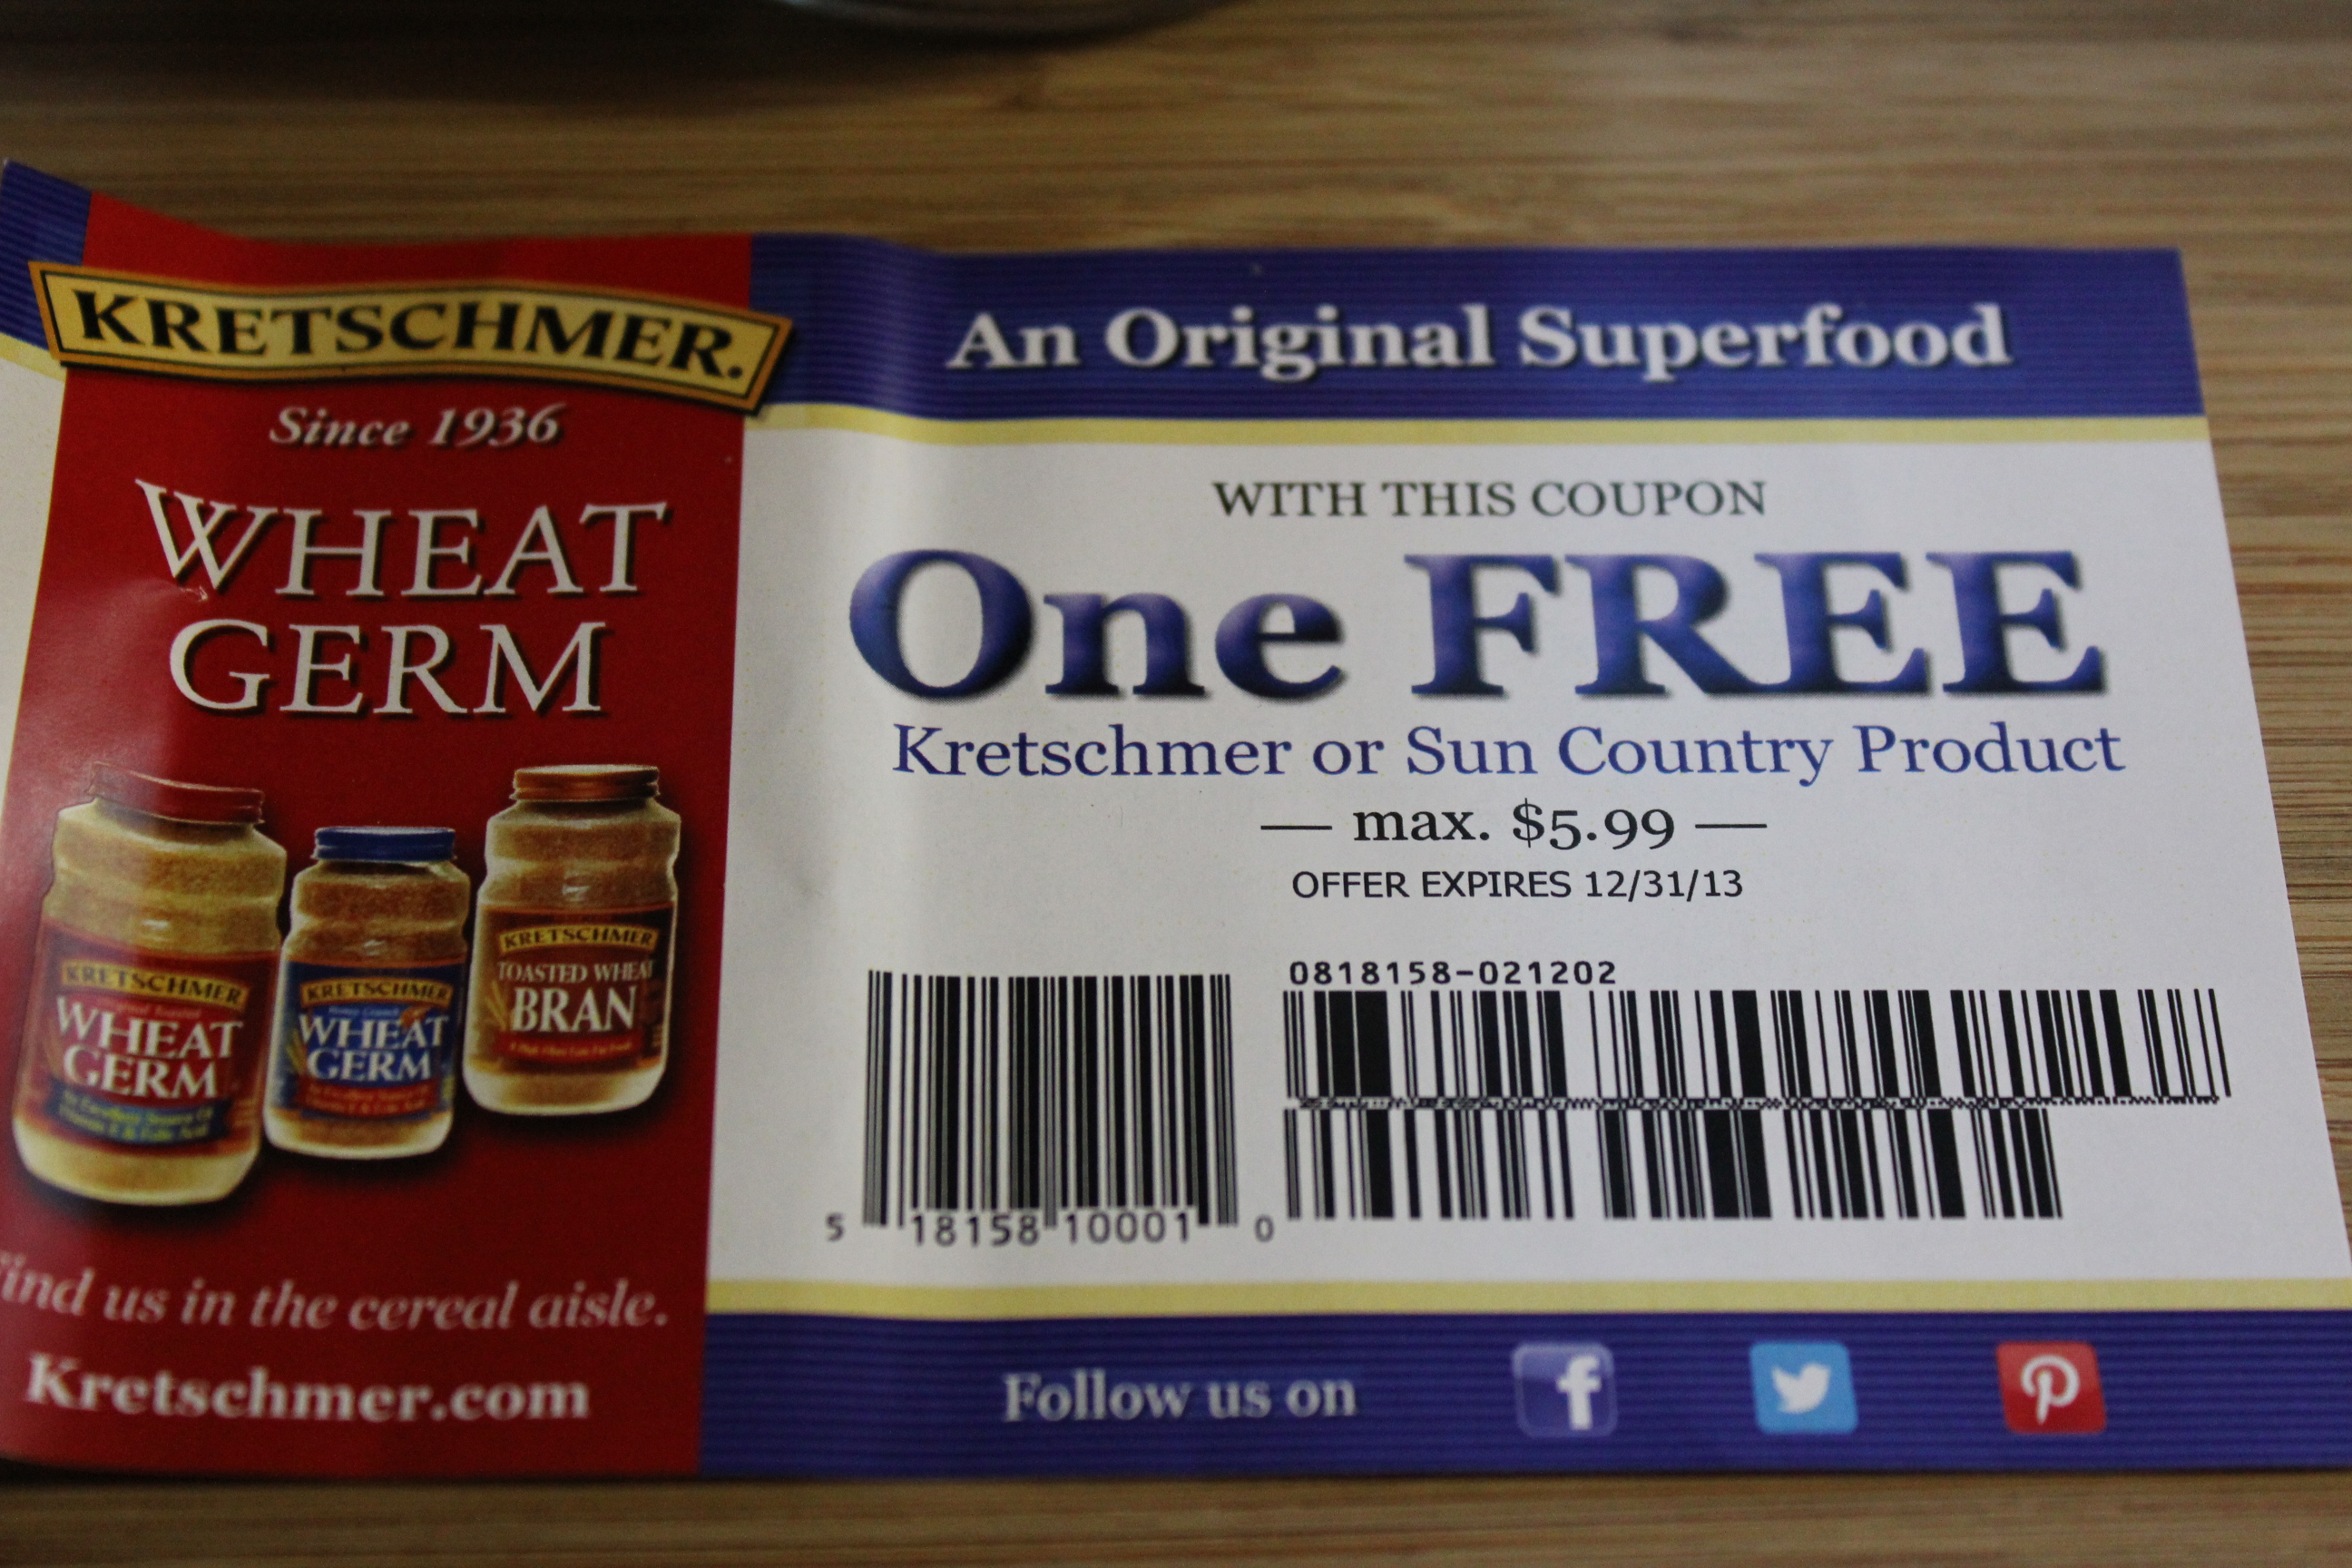 KRETSCHMER.
Since 1936
WHEAT
GERM
KRETSCHMER
WHEAT
GERM
KRETSCHMER
WHEAT
GERM
KRETSCHMER
TOASTED WHEAT
BRAN
ind us in the cereal aisle.
Kretschmer.com
An Original Superfood
WITH THIS COUPON
One FREE
Kretschmer or Sun Country Product
— max. $5.99 —
OFFER EXPIRES 12/31/13
0818158-021202
5 18158 10001 0
Follow us on